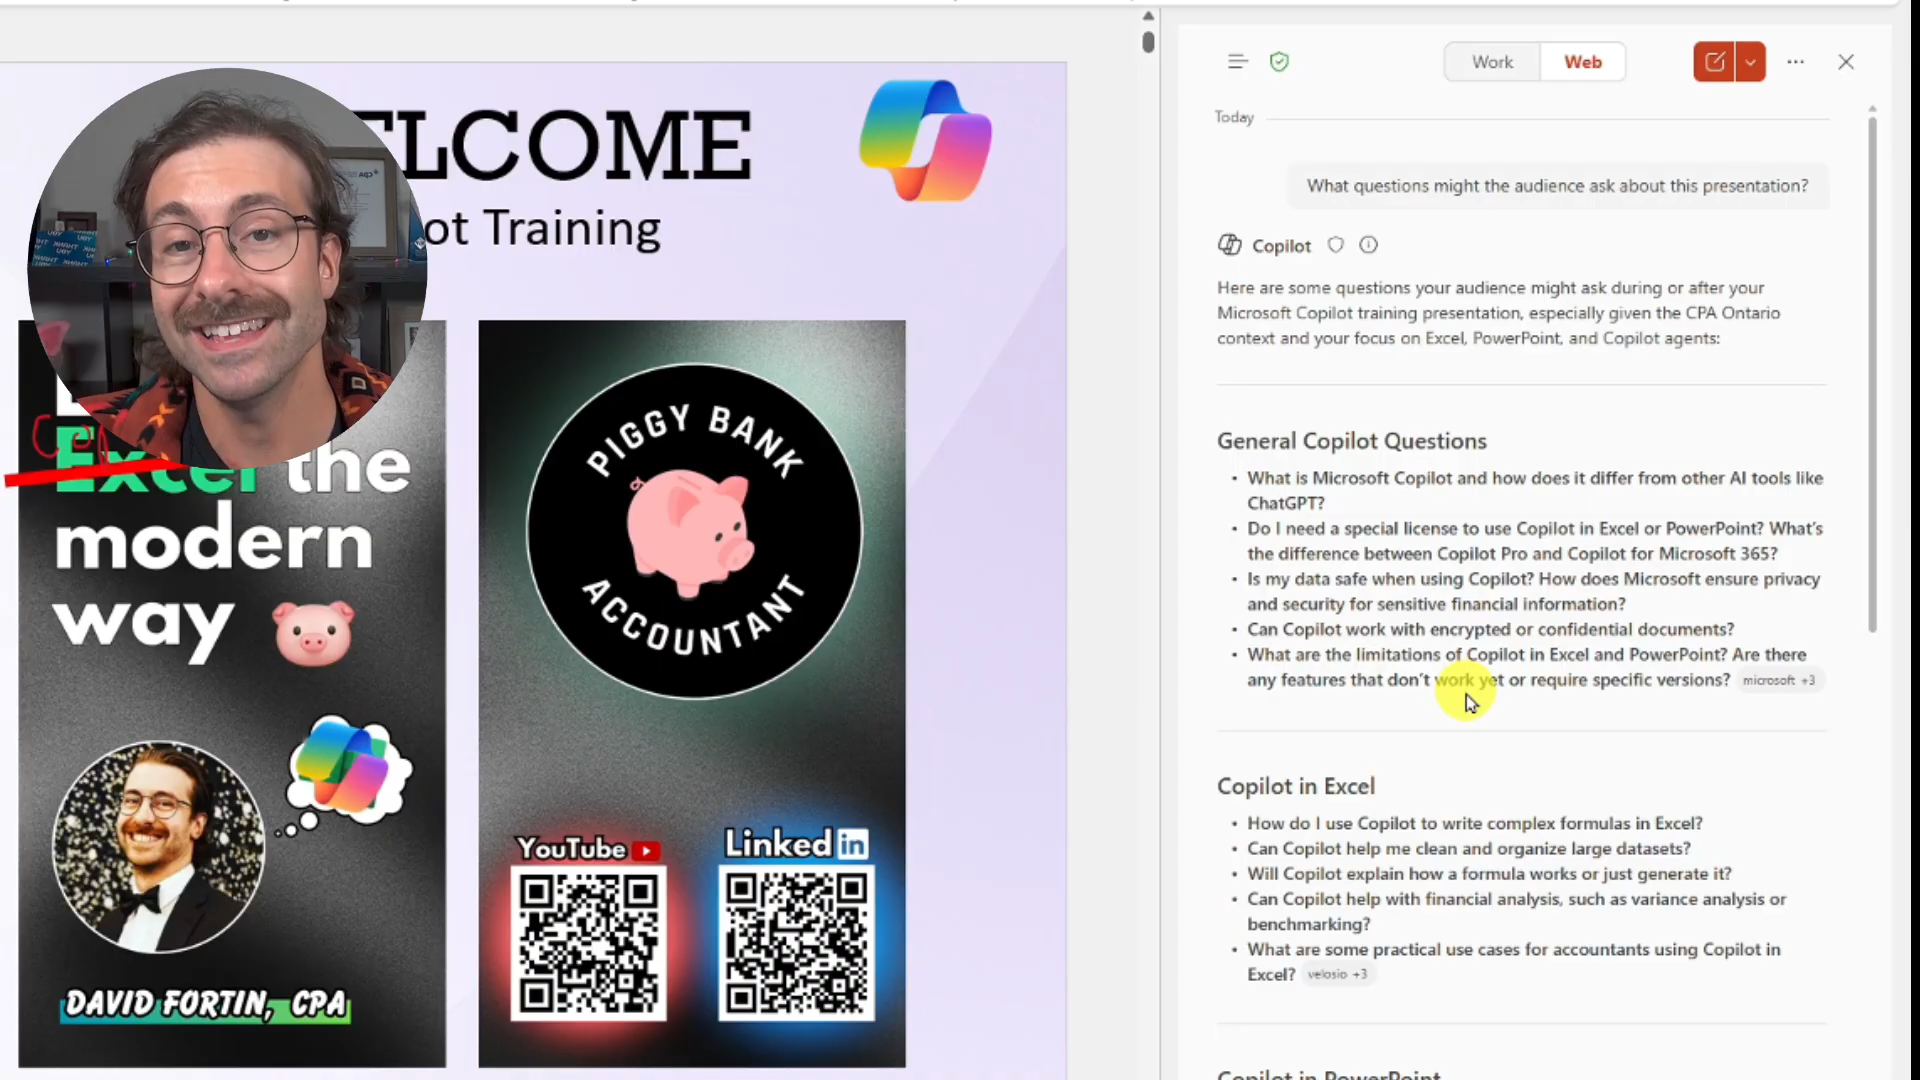 ELCOME
ot Training
Cop
Excel the
modern
way
DAVID FORTIN, CPA
PIGGY BANK
ACCOUNTANT
YouTube
Linked in
Work
Web
Today
What questions might the audience ask about this presentation?
Copilot
Here are some questions your audience might ask during or after your
Microsoft Copilot training presentation, especially given the CPA Ontario
context and your focus on Excel, PowerPoint, and Copilot agents:
General Copilot Questions
• What is Microsoft Copilot and how does it differ from other AI tools like
ChatGPT?
• Do I need a special license to use Copilot in Excel or PowerPoint? What's
the difference between Copilot Pro and Copilot for Microsoft 365?
• Is my data safe when using Copilot? How does Microsoft ensure privacy
and security for sensitive financial information?
• Can Copilot work with encrypted or confidential documents?
• What are the limitations of Copilot in Excel and PowerPoint? Are there
any features that don't work yet or require specific versions? microsoft +3
Copilot in Excel
• How do I use Copilot to write complex formulas in Excel?
• Can Copilot help me clean and organize large datasets?
• Will Copilot explain how a formula works or just generate it?
• Can Copilot help with financial analysis, such as variance analysis or
benchmarking?
• What are some practical use cases for accountants using Copilot in
Excel? velosio +3
Copilot in PowerPoint